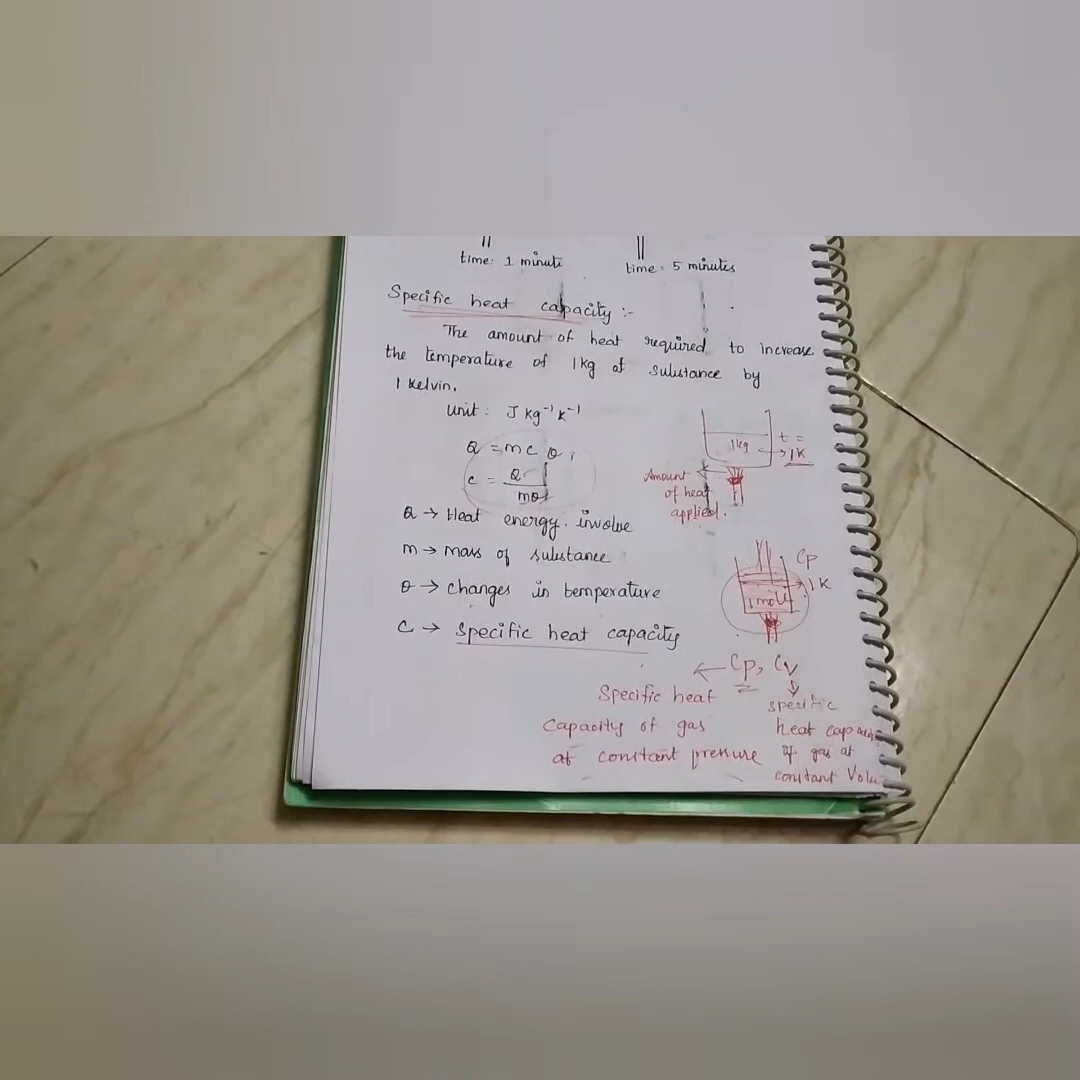 time: 1 minute
time = 5 minutes
Specific heat capacity :-
The amount of heat required to increase
the temperature of 1kg of substance by
1 Kelvin.
Unit: J kg⁻¹ K⁻¹
Q = mcθ
c = Q / mθ
1kg
t =
1K
Amount
of heat
applied.
Q → Heat energy involve
m → mass of substance
θ → changes in temperature
C → Specific heat capacity
Cp
1K
1 mole
Cp, Cv
Specific heat
Capacity of gas
at constant pressure
specific
heat capacity
of gas at
constant Volu